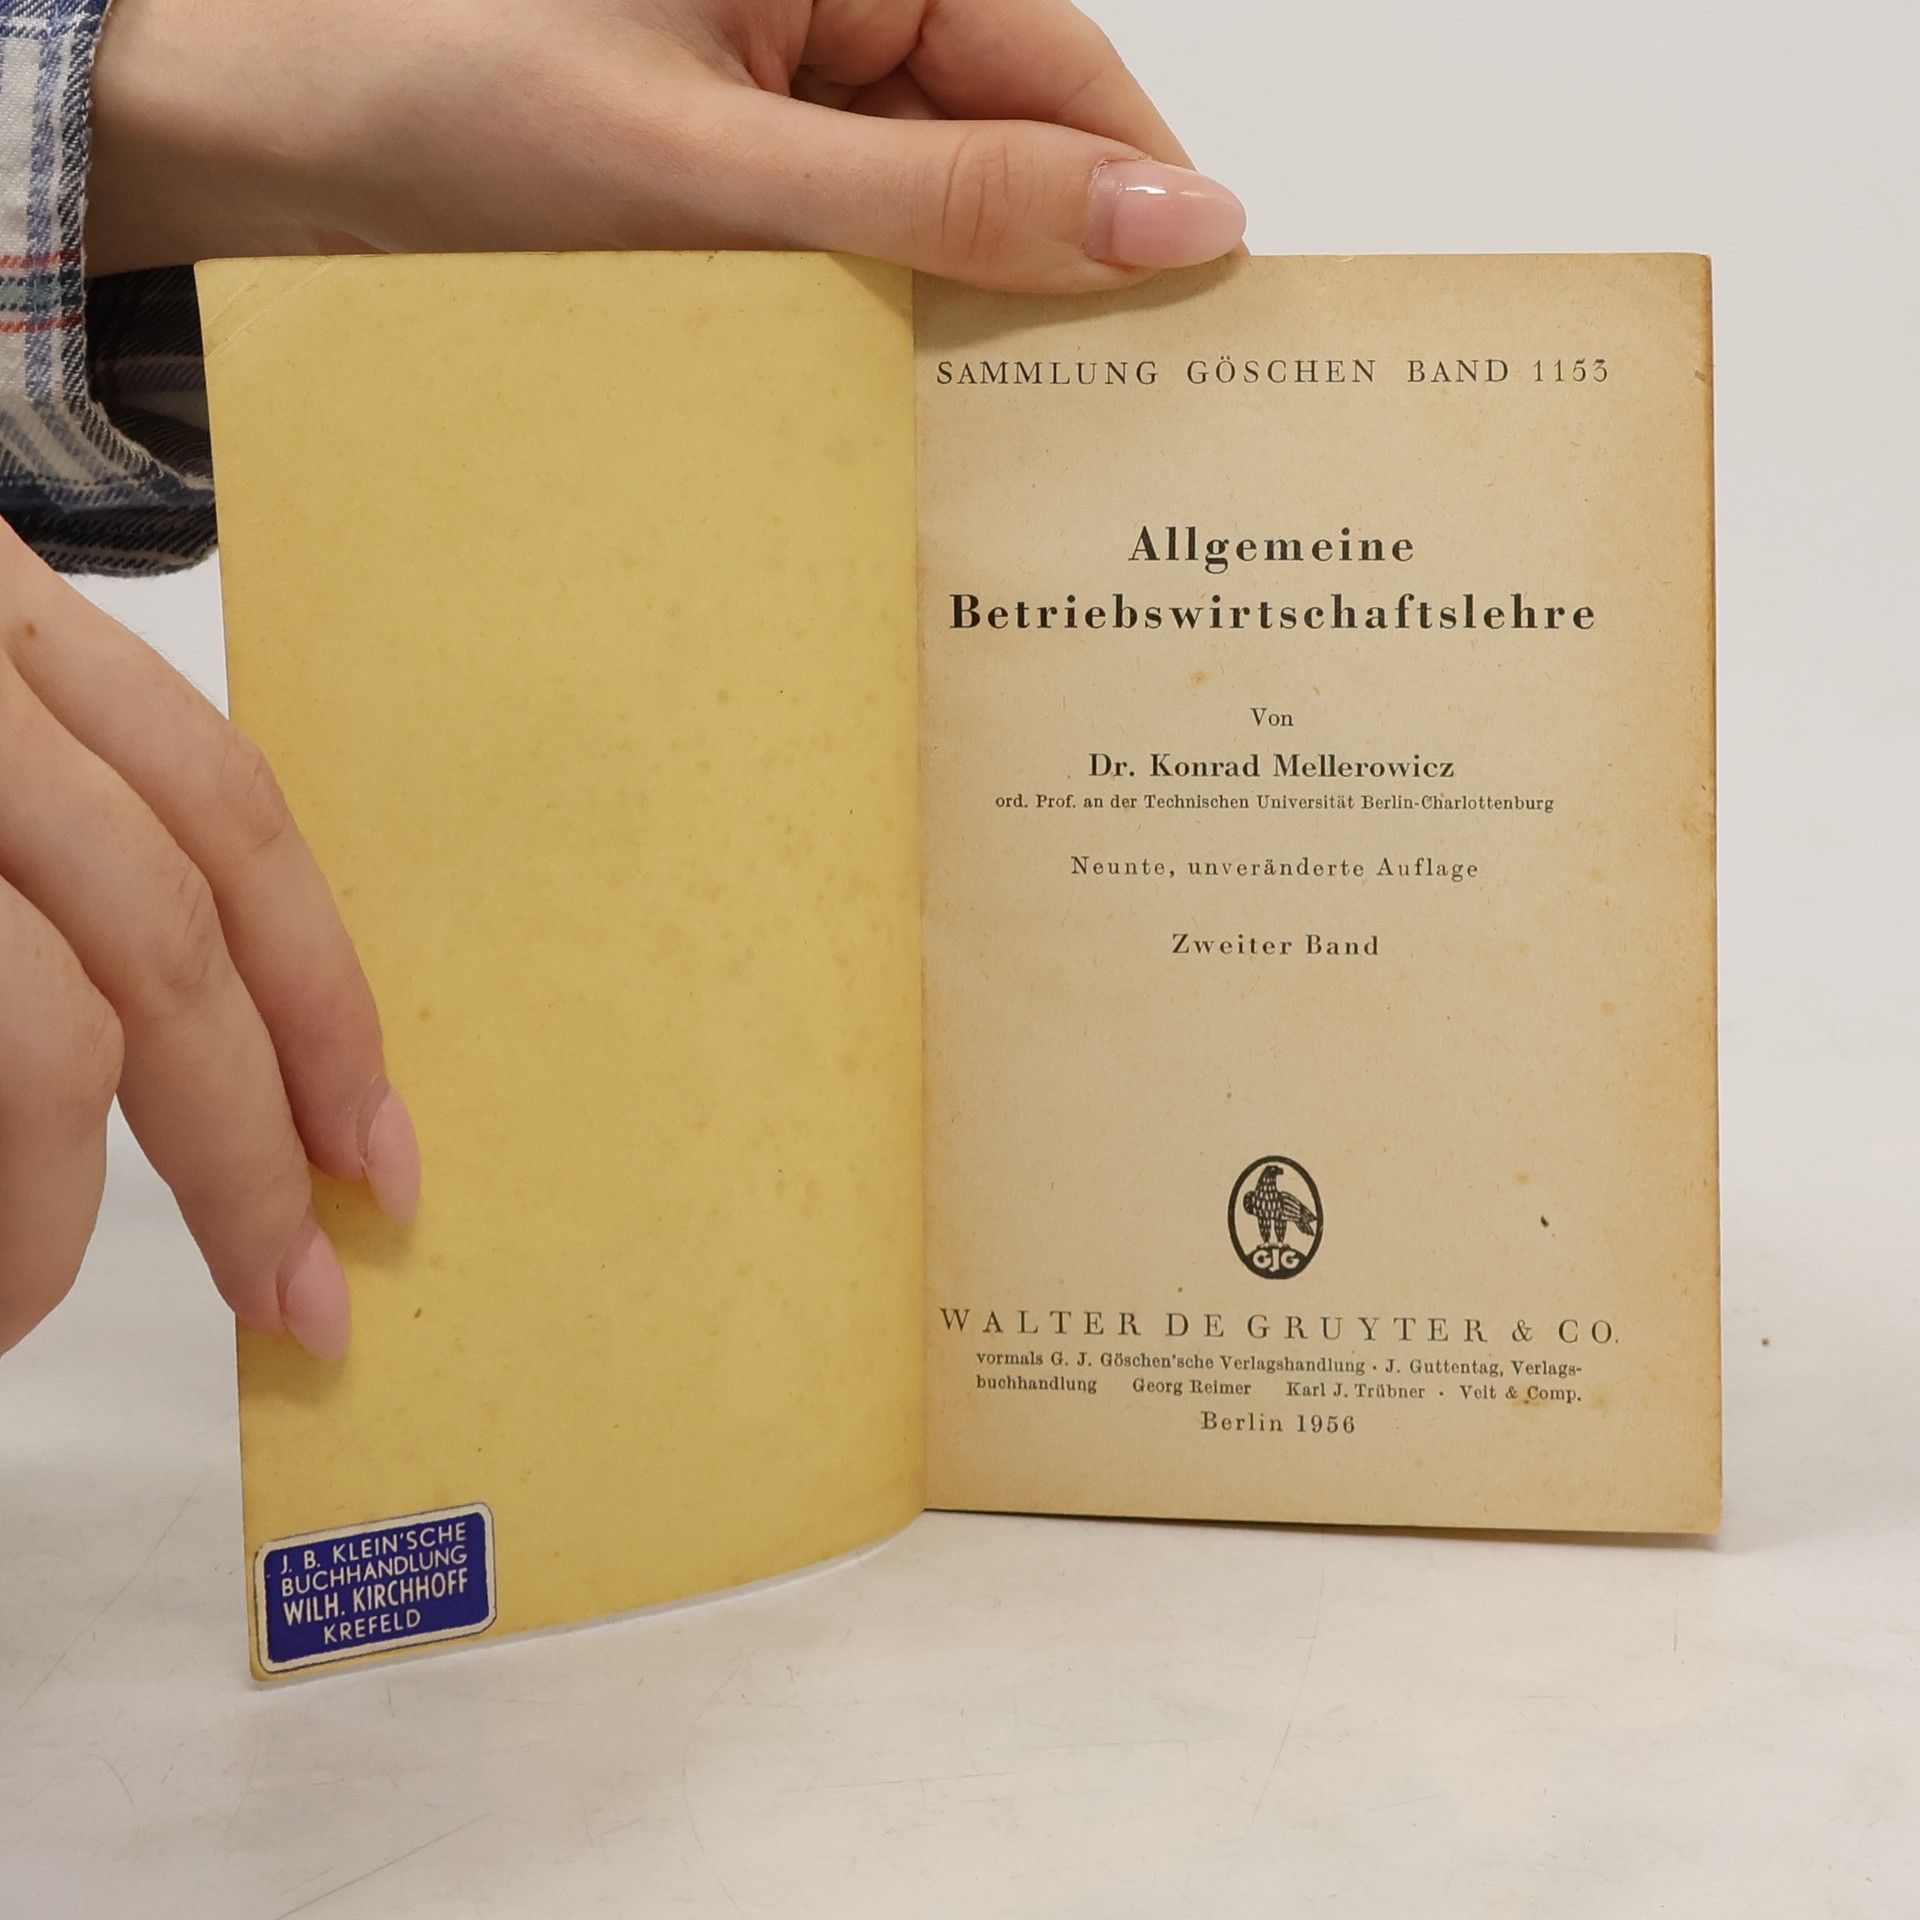 SAMMLUNG GÖSCHEN BAND 1153
Allgemeine
Betriebswirtschaftslehre
Von
Dr. Konrad Mellerowicz
ord. Prof. an der Technischen Universität Berlin-Charlottenburg
Neunte, unveränderte Auflage
Zweiter Band
GJG
WALTER DE GRUYTER & CO.
vormals G. J. Göschen'sche Verlagshandlung · J. Guttentag, Verlags-
buchhandlung Georg Reimer Karl J. Trübner · Veit & Comp.
Berlin 1956
J. B. KLEIN'SCHE
BUCHHANDLUNG
WILH. KIRCHHOFF
KREFELD